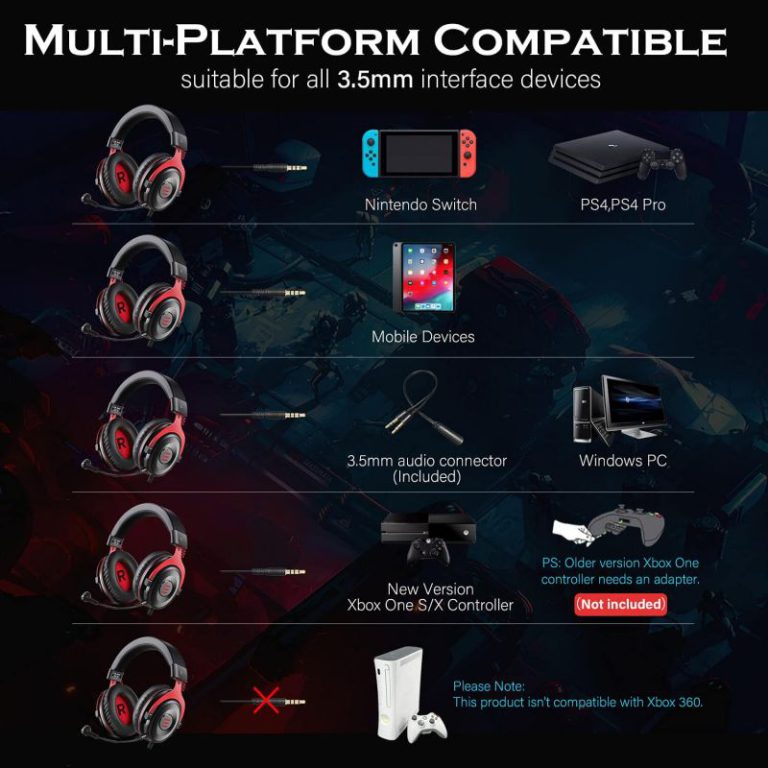 MULTI-PLATFORM COMPATIBLE
suitable for all 3.5mm interface devices
Nintendo Switch
PS4,PS4 Pro
Mobile Devices
3.5mm audio connector
(Included)
Windows PC
New Version
Xbox One S/X Controller
PS: Older version Xbox One
controller needs an adapter.
(Not included)
Please Note:
This product isn't compatible with Xbox 360.
R
R
R
R
R